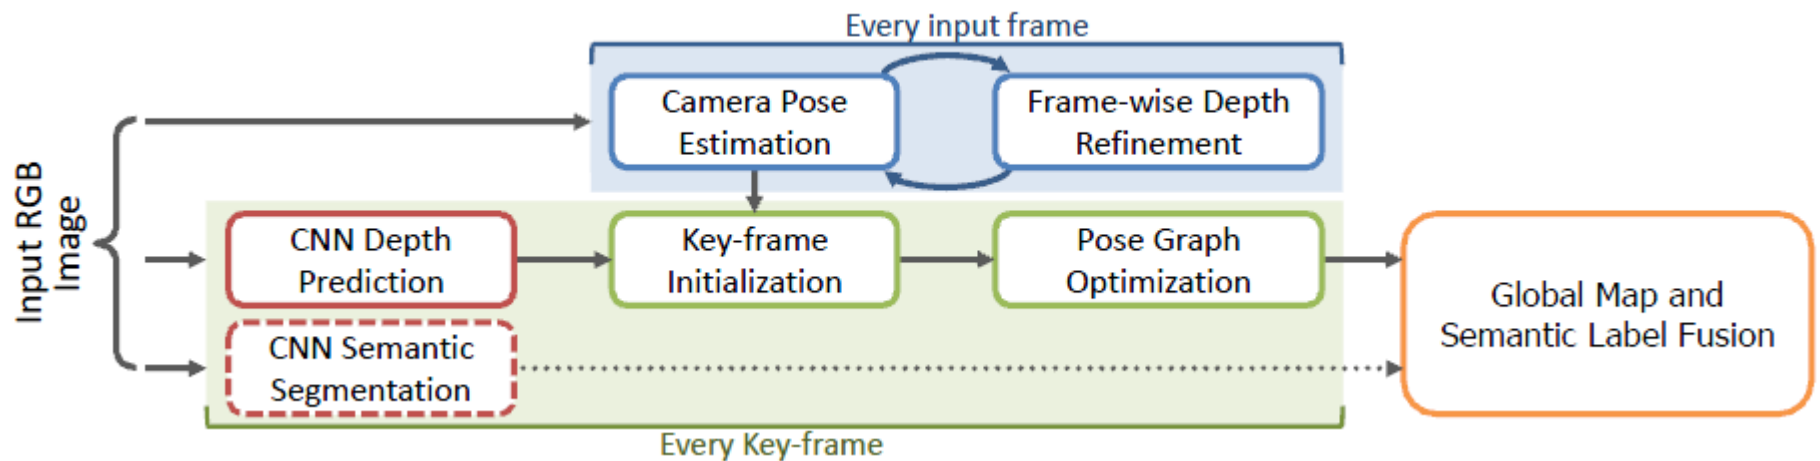 Every input frame
Camera Pose
Estimation
Frame-wise Depth
Refinement
Input RGB
Image
CNN Depth
Prediction
Key-frame
Initialization
Pose Graph
Optimization
Global Map and
Semantic Label Fusion
CNN Semantic
Segmentation
Every Key-frame